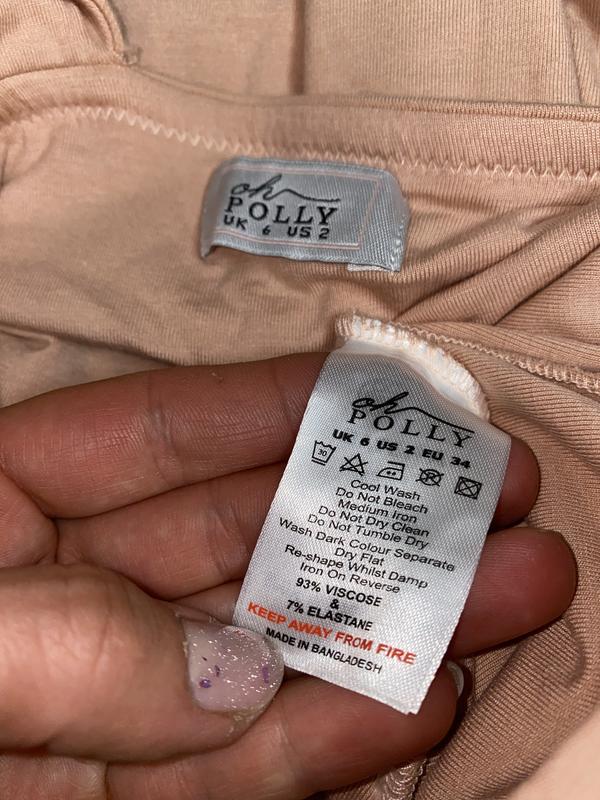 oh
POLLY
UK 6 US 2
oh
POLLY
UK 6 US 2 EU 34
30
Cool Wash
Do Not Bleach
Medium Iron
Do Not Dry Clean
Do Not Tumble Dry
Wash Dark Colour Separate
Dry Flat
Re-shape Whilst Damp
Iron On Reverse
93% VISCOSE
&
7% ELASTANE
KEEP AWAY FROM FIRE
MADE IN BANGLADESH